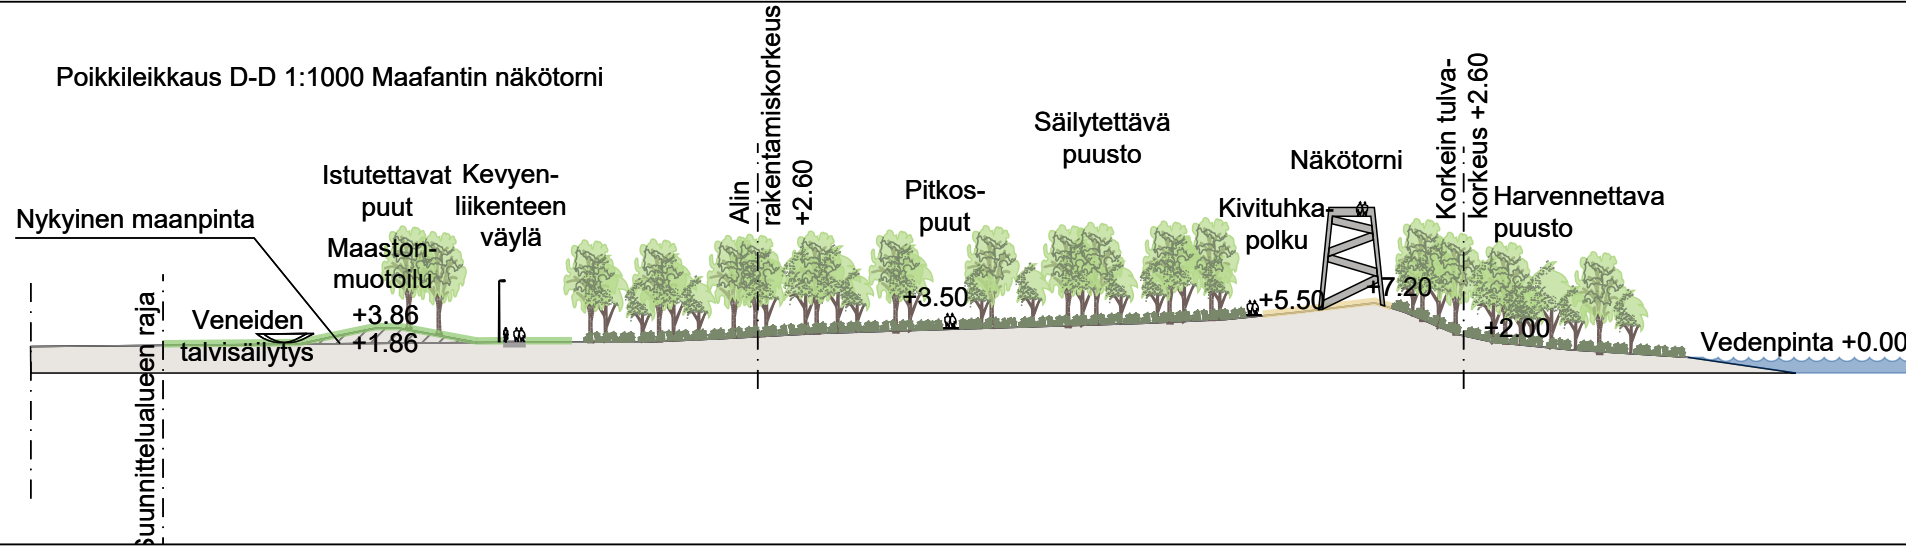 Poikkileikkaus D-D 1:1000 Maafantin näkötorni
Nykyinen maanpinta
Suunnittelualueen raja
Veneiden
talvisäilytys
Istutettavat
puut
Maaston-
muotoilu
+3.86
+1.86
Kevyen-
liikenteen
väylä
Alin
rakentamiskorkeus
+2.60
Pitkos-
puut
+3.50
Säilytettävä
puusto
Kivituhka-
polku
+5.50
Näkötorni
+7.20
Korkein tulva-
korkeus +2.60
Harvennettava
puusto
+2.00
Vedenpinta +0.00